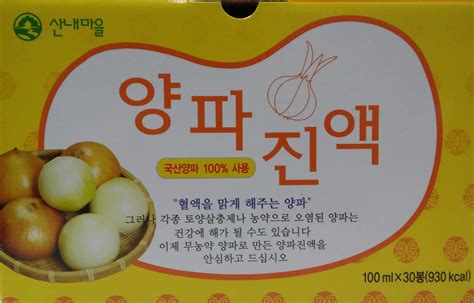 산내마을
양파
진액
국산양파 100% 사용
"혈액을 맑게 해주는 양파"
그러나 각종 토양살충제나 농약으로 오염된 양파는
건강에 해가 될 수도 있습니다
이제 무농약 양파로 만든 양파진액을
안심하고 드십시오
100 ml×30봉(930 kcal)